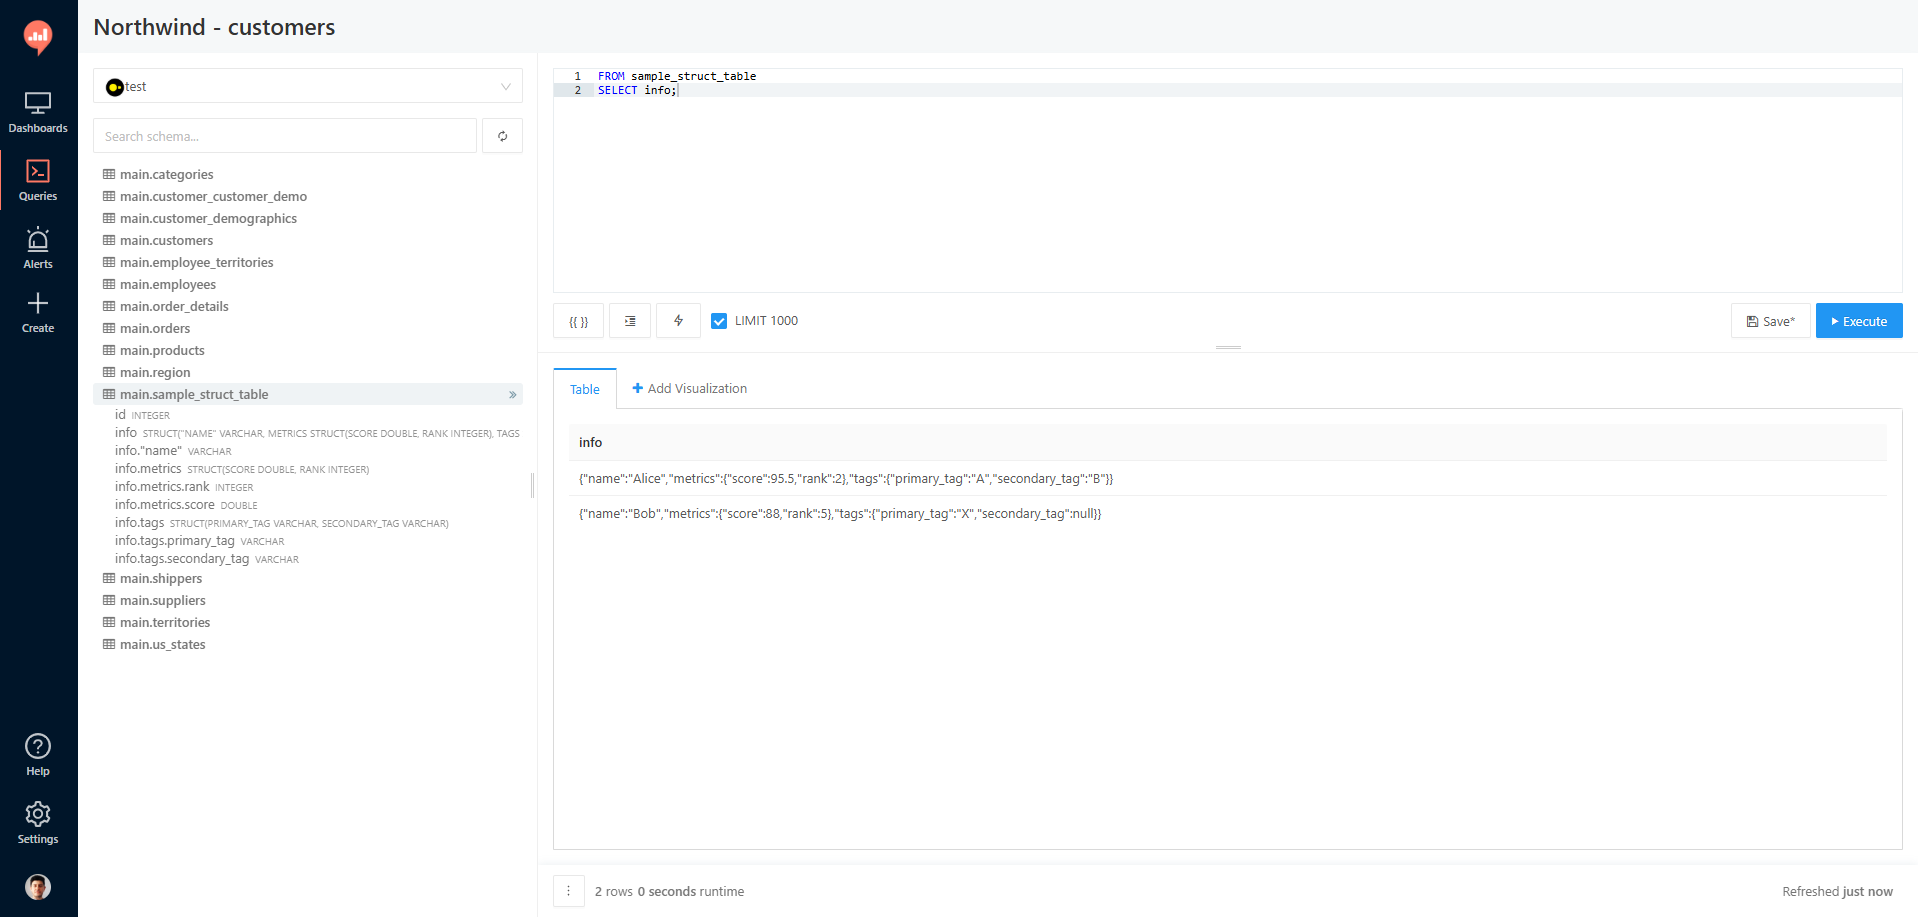 Northwind - customers
Dashboards
Queries
Alerts
Create
Help
Settings
test
Search schema...
main.categories
main.customer_customer_demo
main.customer_demographics
main.customers
main.employee_territories
main.employees
main.order_details
main.orders
main.products
main.region
main.sample_struct_table
id INTEGER
info STRUCT("NAME" VARCHAR, METRICS STRUCT(SCORE DOUBLE, RANK INTEGER), TAGS
info."name" VARCHAR
info.metrics STRUCT(SCORE DOUBLE, RANK INTEGER)
info.metrics.rank INTEGER
info.metrics.score DOUBLE
info.tags STRUCT(PRIMARY_TAG VARCHAR, SECONDARY_TAG VARCHAR)
info.tags.primary_tag VARCHAR
info.tags.secondary_tag VARCHAR
main.shippers
main.suppliers
main.territories
main.us_states
1 FROM sample_struct_table
2 SELECT info;
{{ }}
LIMIT 1000
Save*
Execute
Table
Add Visualization
info
{"name":"Alice","metrics":{"score":95.5,"rank":2},"tags":{"primary_tag":"A","secondary_tag":"B"}}
{"name":"Bob","metrics":{"score":88,"rank":5},"tags":{"primary_tag":"X","secondary_tag":null}}
2 rows 0 seconds runtime
Refreshed just now